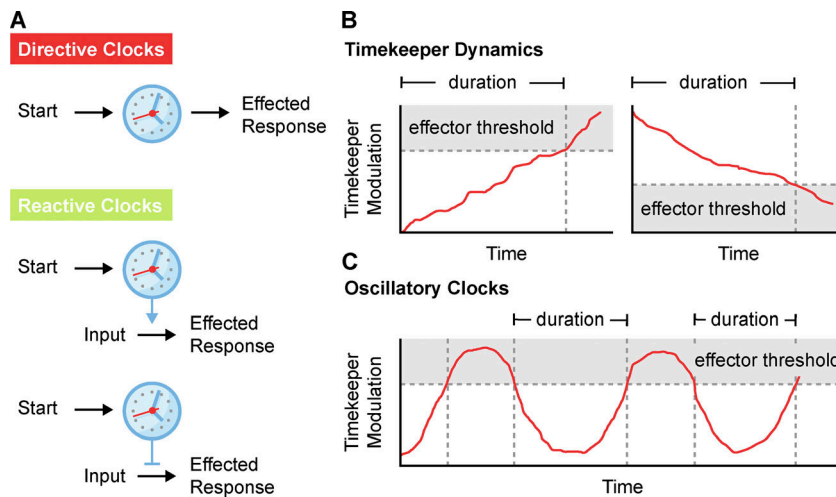 A
Directive Clocks
Start
Effected
Response
Reactive Clocks
Start
Input
Effected
Response
Start
Input
Effected
Response
B
Timekeeper Dynamics
duration
duration
effector threshold
effector threshold
Timekeeper
Modulation
Time
Time
C
Oscillatory Clocks
duration
duration
effector threshold
Timekeeper
Modulation
Time